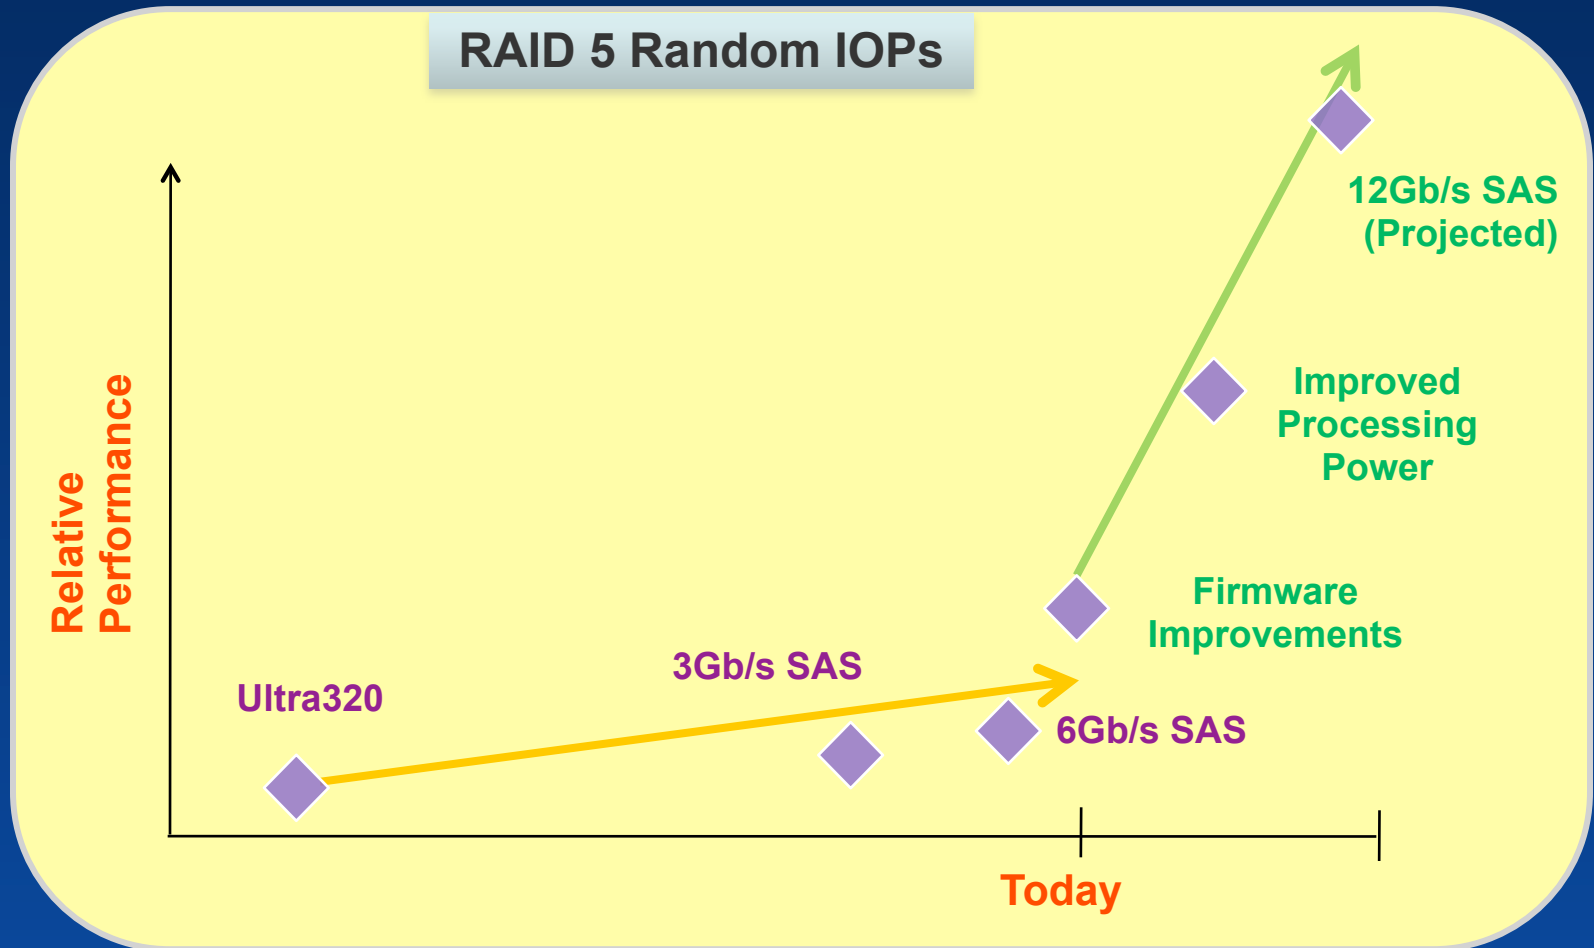 RAID 5 Random IOPs
12Gb/s SAS
(Projected)
Improved
Processing
Power
Relative
Performance
Firmware
Improvements
3Gb/s SAS
Ultra320
6Gb/s SAS
Today